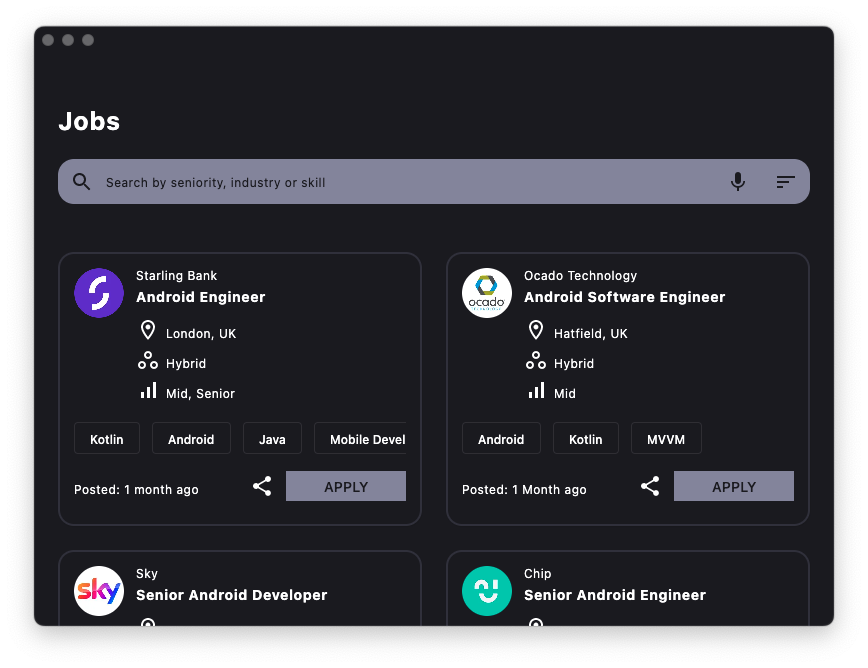 Jobs
Search by seniority, industry or skill
Starling Bank
Android Engineer
London, UK
Hybrid
Mid, Senior
Kotlin
Android
Java
Mobile Devel
Posted: 1 month ago
APPLY
ocado
Ocado Technology
Android Software Engineer
Hatfield, UK
Hybrid
Mid
Android
Kotlin
MVVM
Posted: 1 Month ago
APPLY
sky
Sky
Senior Android Developer
Chip
Senior Android Engineer